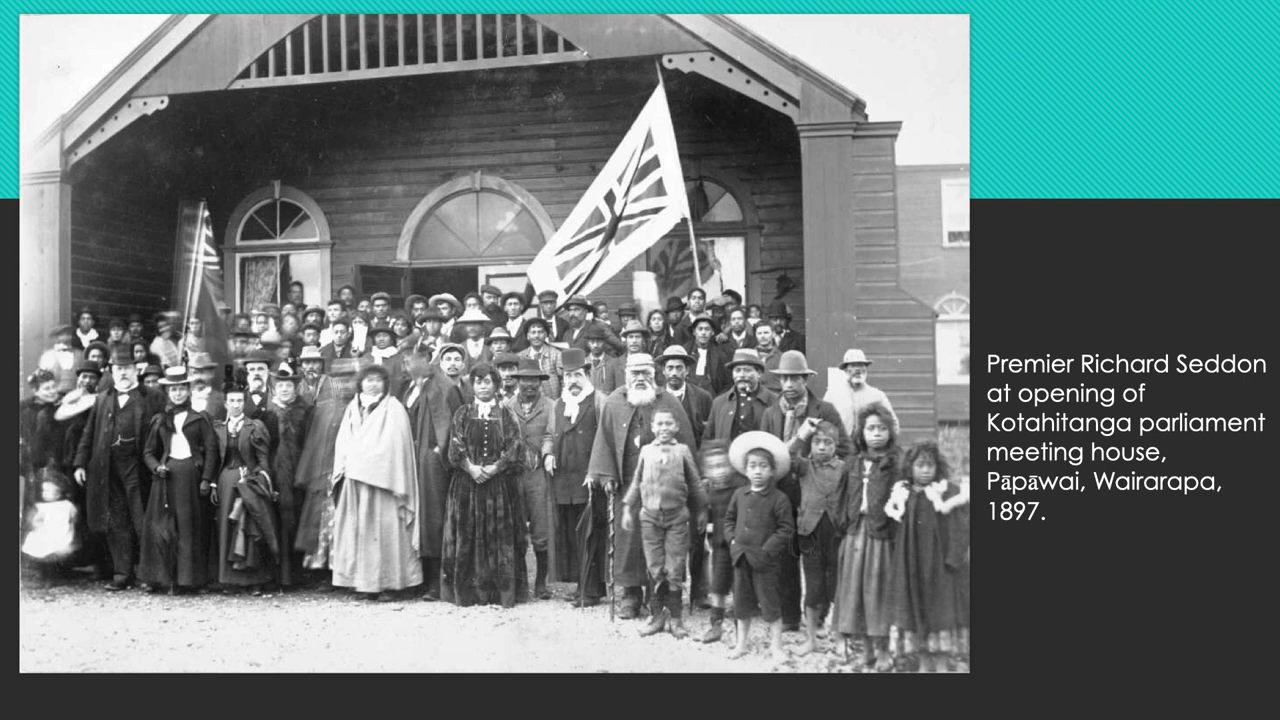 Premier Richard Seddon
at opening of
Kotahitanga parliament
meeting house,
Pāpāwai, Wairarapa,
1897.